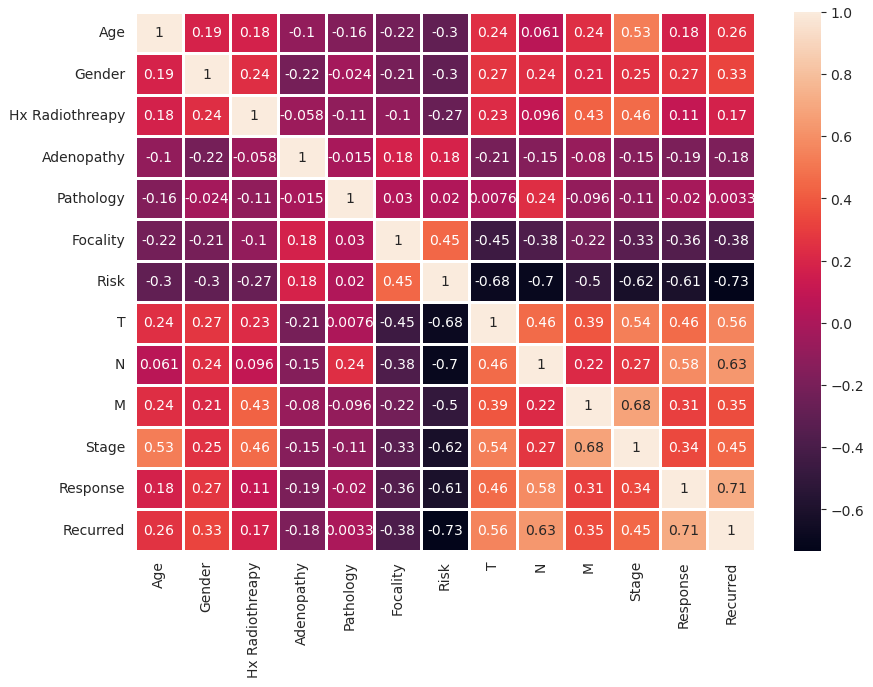 Age 1 0.19 0.18 -0.1 -0.16 -0.22 -0.3 0.24 0.061 0.24 0.53 0.18 0.26
Gender 0.19 1 0.24 -0.22 -0.024 -0.21 -0.3 0.27 0.24 0.21 0.25 0.27 0.33
Hx Radiothreapy 0.18 0.24 1 -0.058 -0.11 -0.1 -0.27 0.23 0.096 0.43 0.46 0.11 0.17
Adenopathy -0.1 -0.22 -0.058 1 -0.015 0.18 0.18 -0.21 -0.15 -0.08 -0.15 -0.19 -0.18
Pathology -0.16 -0.024 -0.11 -0.015 1 0.03 0.02 0.0076 0.24 -0.096 -0.11 -0.02 0.0033
Focality -0.22 -0.21 -0.1 0.18 0.03 1 0.45 -0.45 -0.38 -0.22 -0.33 -0.36 -0.38
Risk -0.3 -0.3 -0.27 0.18 0.02 0.45 1 -0.68 -0.7 -0.5 -0.62 -0.61 -0.73
T 0.24 0.27 0.23 -0.21 0.0076 -0.45 -0.68 1 0.46 0.39 0.54 0.46 0.56
N 0.061 0.24 0.096 -0.15 0.24 -0.38 -0.7 0.46 1 0.22 0.27 0.58 0.63
M 0.24 0.21 0.43 -0.08 -0.096 -0.22 -0.5 0.39 0.22 1 0.68 0.31 0.35
Stage 0.53 0.25 0.46 -0.15 -0.11 -0.33 -0.62 0.54 0.27 0.68 1 0.34 0.45
Response 0.18 0.27 0.11 -0.19 -0.02 -0.36 -0.61 0.46 0.58 0.31 0.34 1 0.71
Recurred 0.26 0.33 0.17 -0.18 0.0033 -0.38 -0.73 0.56 0.63 0.35 0.45 0.71 1
Age
Gender
Hx Radiothreapy
Adenopathy
Pathology
Focality
Risk
T
N
M
Stage
Response
Recurred
1.0
0.8
0.6
0.4
0.2
0.0
−0.2
−0.4
−0.6